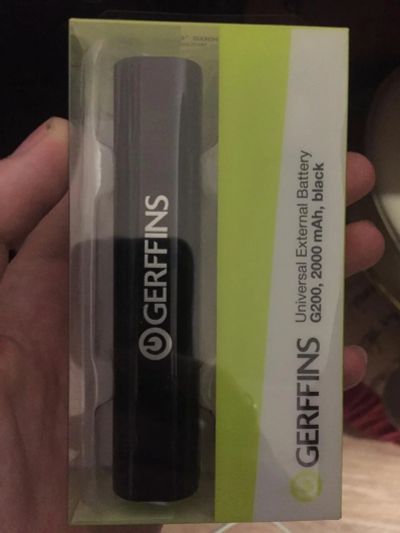 GERFFINS
GERFFINS
Universal External Battery
G200, 2000 mAh, black